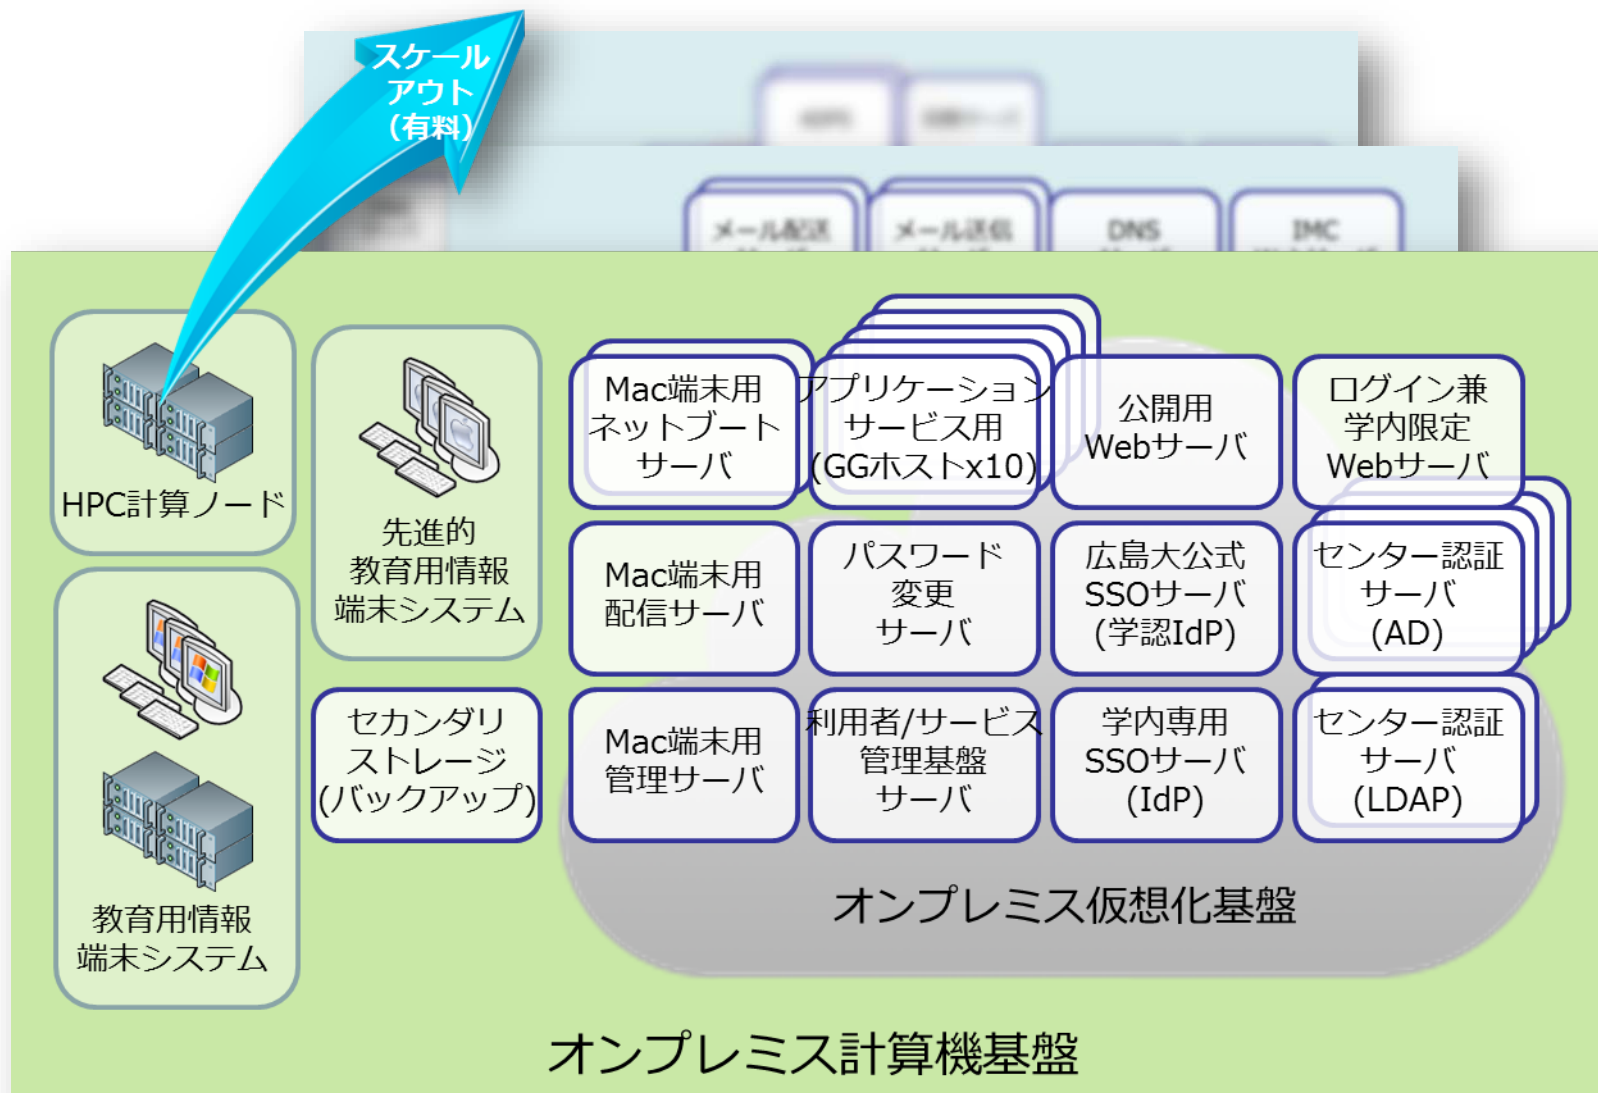 スケール
アウト
(有料)
メール配送
メール送信
DNS
IMC
HPC計算ノード
先進的
教育用情報
端末システム
教育用情報
端末システム
セカンダリ
ストレージ
(バックアップ)
Mac端末用
ネットブート
サーバ
アプリケーション
サービス用
(GGホストx10)
公開用
Webサーバ
ログイン兼
学内限定
Webサーバ
Mac端末用
配信サーバ
パスワード
変更
サーバ
広島大公式
SSOサーバ
(学認IdP)
センター認証
サーバ
(AD)
Mac端末用
管理サーバ
利用者/サービス
管理基盤
サーバ
学内専用
SSOサーバ
(IdP)
センター認証
サーバ
(LDAP)
オンプレミス仮想化基盤
オンプレミス計算機基盤